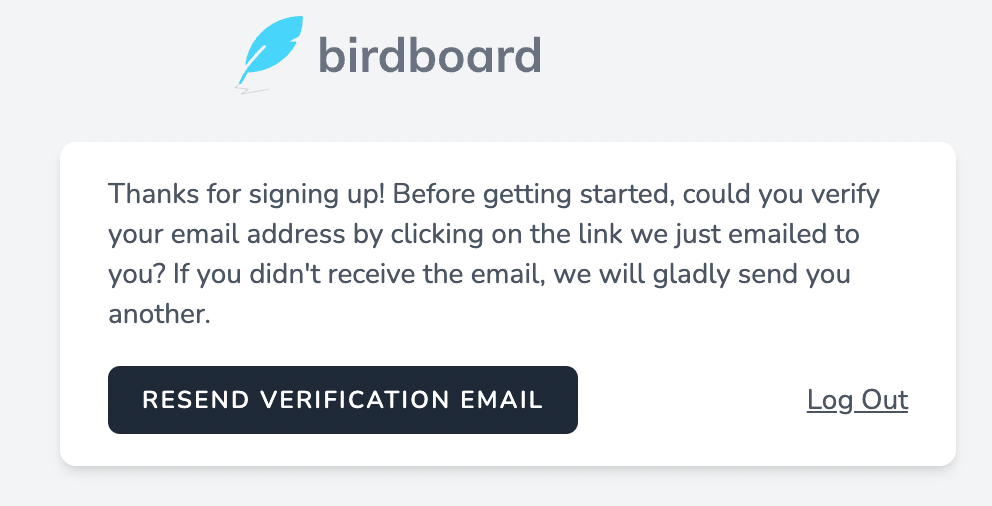 birdboard
Thanks for signing up! Before getting started, could you verify
your email address by clicking on the link we just emailed to
you? If you didn't receive the email, we will gladly send you
another.
RESEND VERIFICATION EMAIL
Log Out